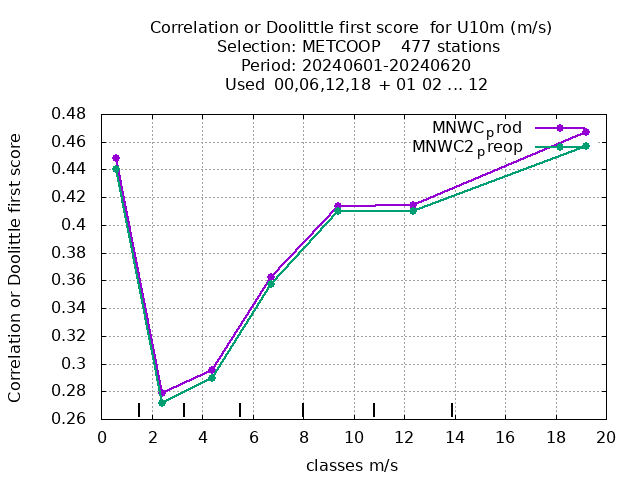 Correlation or Doolittle first score  for U10m (m/s)
Selection: METCOOP    477 stations
Period: 20240601-20240620
Used  00,06,12,18 + 01 02 ... 12
Correlation or Doolittle first score
0.48
0.46
0.44
0.42
0.4
0.38
0.36
0.34
0.32
0.3
0.28
0.26
MNWCprod
MNWC2preop
0 2 4 6 8 10 12 14 16 18 20
classes m/s